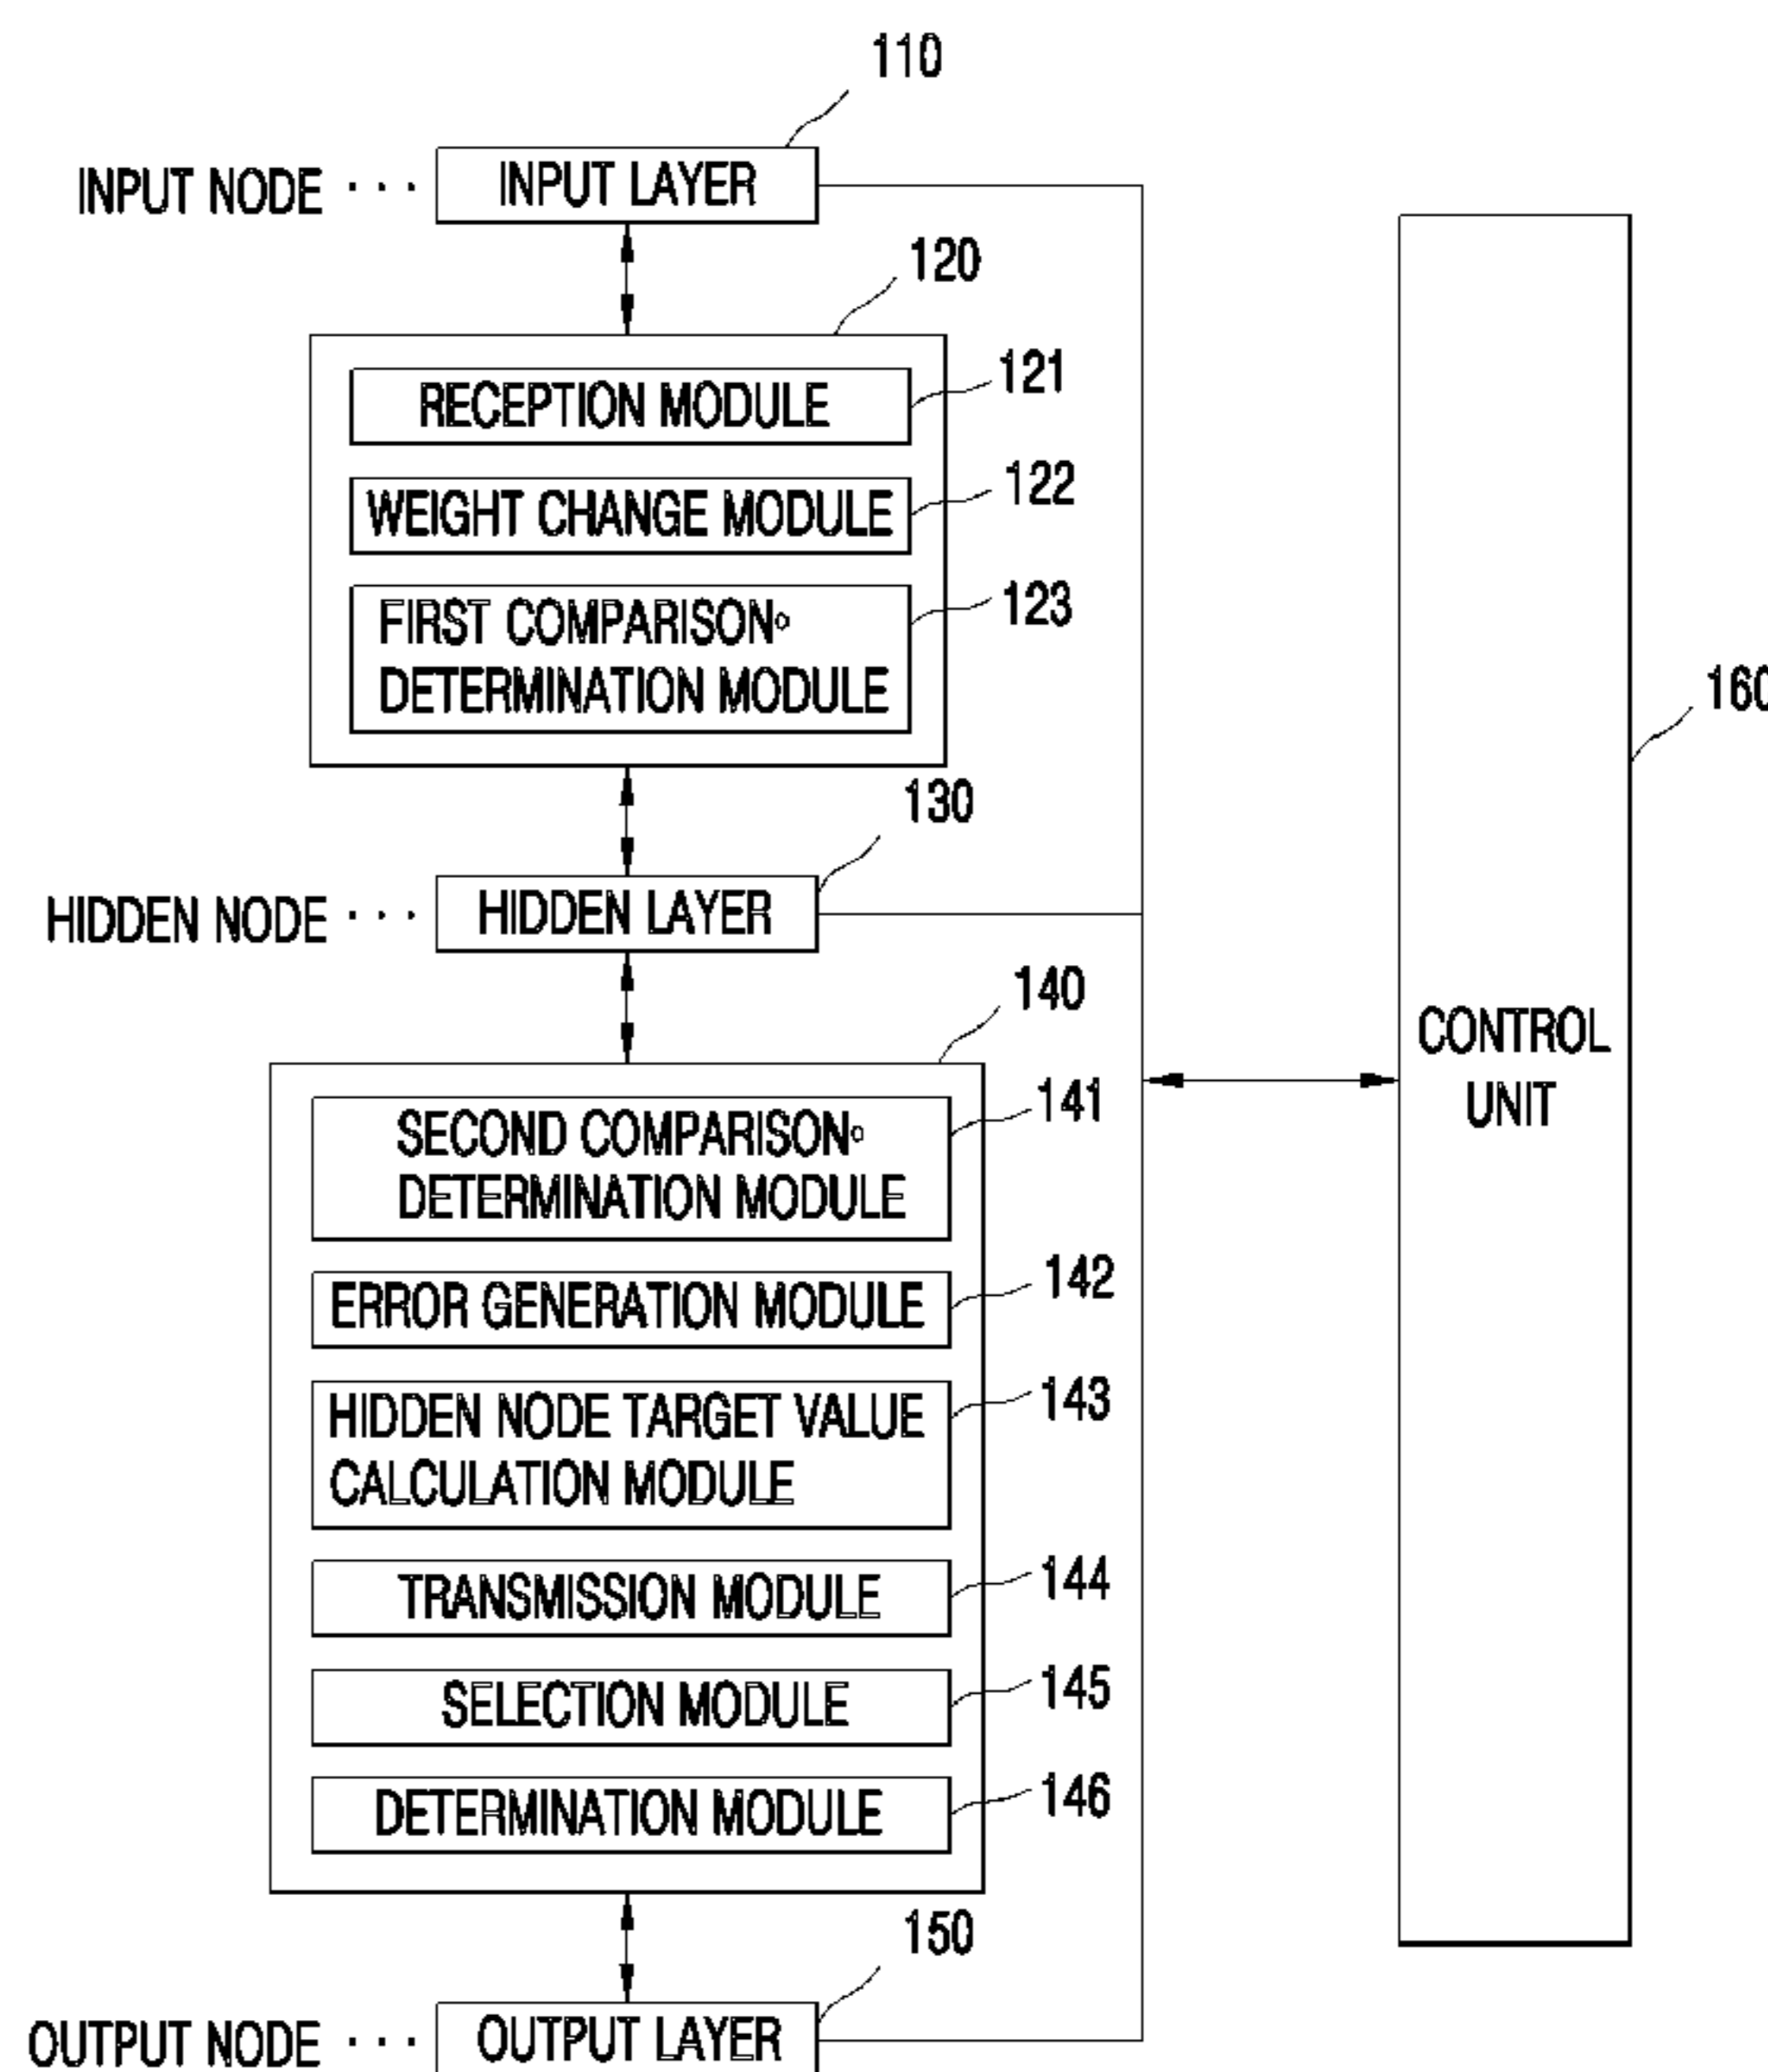 110
INPUT NODE ··· INPUT LAYER
120
RECEPTION MODULE 121
WEIGHT CHANGE MODULE 122
FIRST COMPARISON◦ 123
DETERMINATION MODULE
130
HIDDEN NODE ··· HIDDEN LAYER
140
SECOND COMPARISON◦ 141
DETERMINATION MODULE
ERROR GENERATION MODULE 142
HIDDEN NODE TARGET VALUE 143
CALCULATION MODULE
TRANSMISSION MODULE 144
SELECTION MODULE 145
DETERMINATION MODULE 146
150
OUTPUT NODE ··· OUTPUT LAYER
160
CONTROL
UNIT